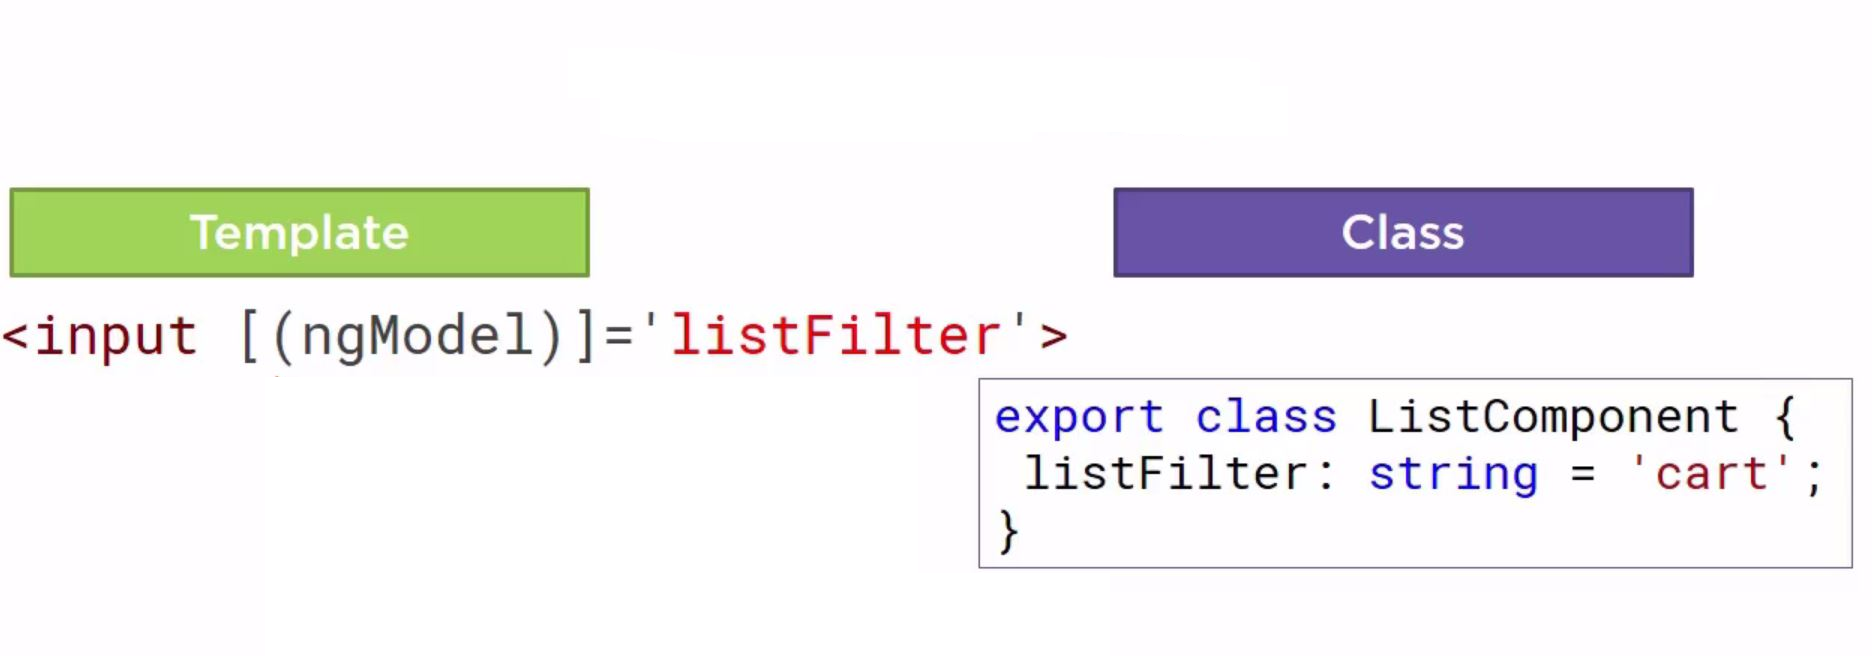 Template
Class
<input [(ngModel)]='listFilter'>
export class ListComponent {
listFilter: string = 'cart';
}